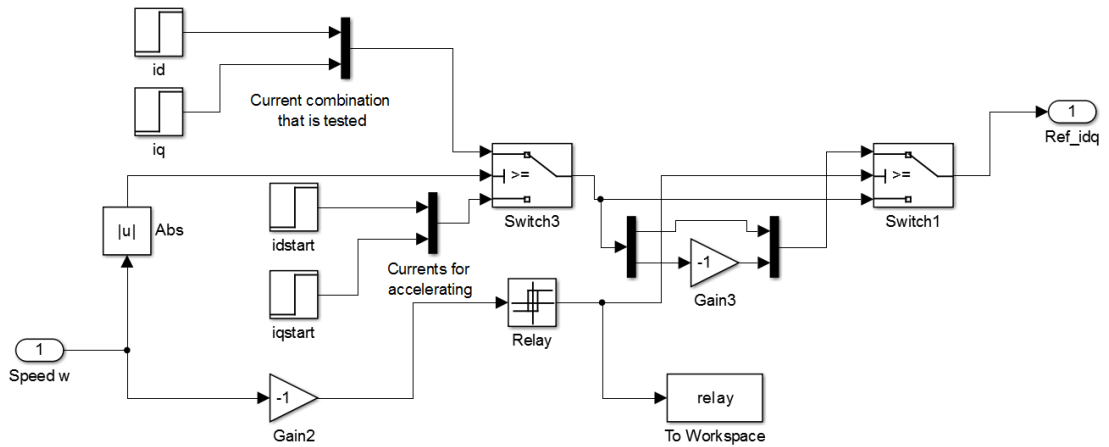 id
Current combination
that is tested
iq
1
Ref_idq
>=
Switch3
>=
Switch1
|u|
Abs
idstart
Currents for
accelerating
iqstart
-1
Gain3
Relay
1
Speed w
-1
Gain2
relay
To Workspace